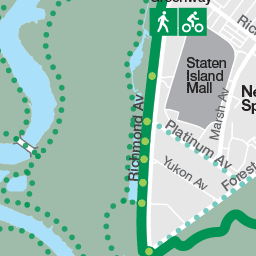 Staten
Island
Mall
Richmond Av
Marsh Av
Platinum Av
Yukon Av
Forest